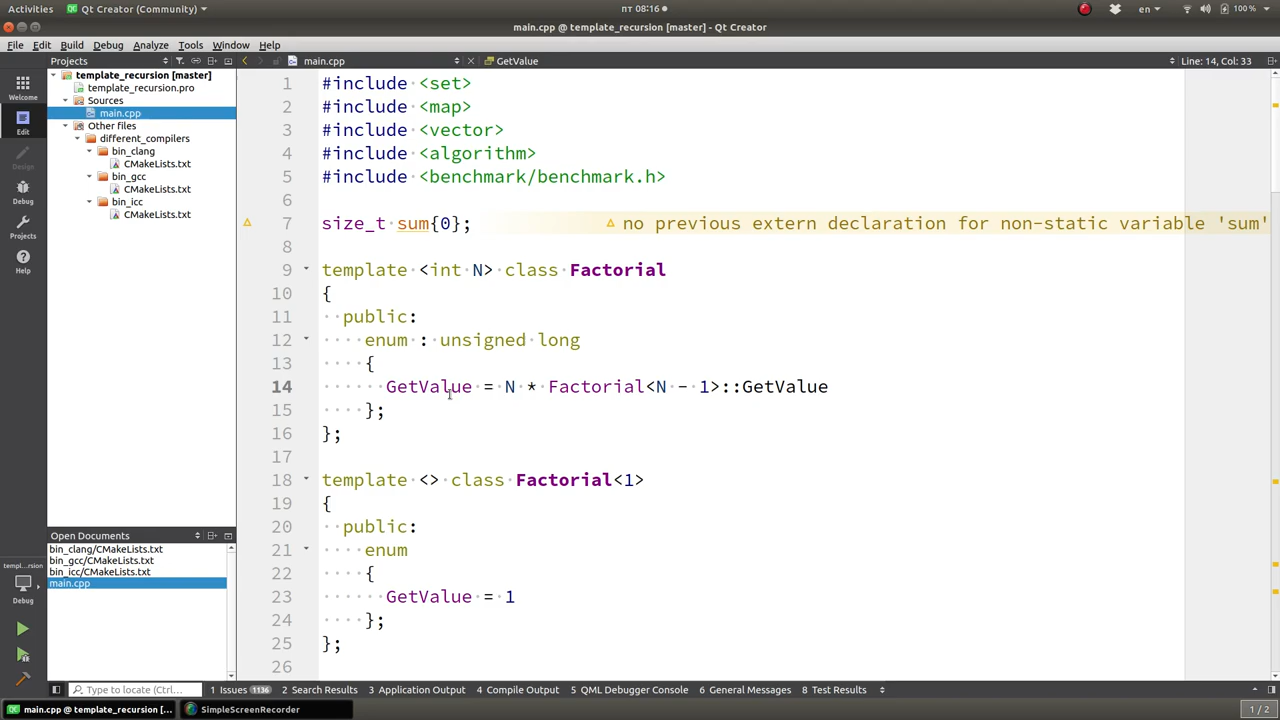 Activities Qt Creator (Community) пт 08:16 en 100 %
main.cpp @ template_recursion [master] - Qt Creator
File Edit Build Debug Analyze Tools Window Help
Projects main.cpp GetValue Line: 14, Col: 33
template_recursion [master]
template_recursion.pro
Sources
main.cpp
Other files
different_compilers
bin_clang
CMakeLists.txt
bin_gcc
CMakeLists.txt
bin_icc
CMakeLists.txt
Welcome
Edit
Design
Debug
Projects
Help
1 #include <set>
2 #include <map>
3 #include <vector>
4 #include <algorithm>
5 #include <benchmark/benchmark.h>
6
7 size_t sum{0}; no previous extern declaration for non-static variable 'sum'
8
9 template <int N> class Factorial
10 {
11 public:
12 enum : unsigned long
13 {
14 GetValue = N * Factorial<N - 1>::GetValue
15 };
16 };
17
18 template <> class Factorial<1>
19 {
20 public:
21 enum
22 {
23 GetValue = 1
24 };
25 };
26
Open Documents
bin_clang/CMakeLists.txt
bin_gcc/CMakeLists.txt
bin_icc/CMakeLists.txt
main.cpp
templ...rsion
Debug
Type to locate (Ctrl... 1 Issues 1136 2 Search Results 3 Application Output 4 Compile Output 5 QML Debugger Console 6 General Messages 8 Test Results
main.cpp @ template_recursion [... SimpleScreenRecorder 1 / 2